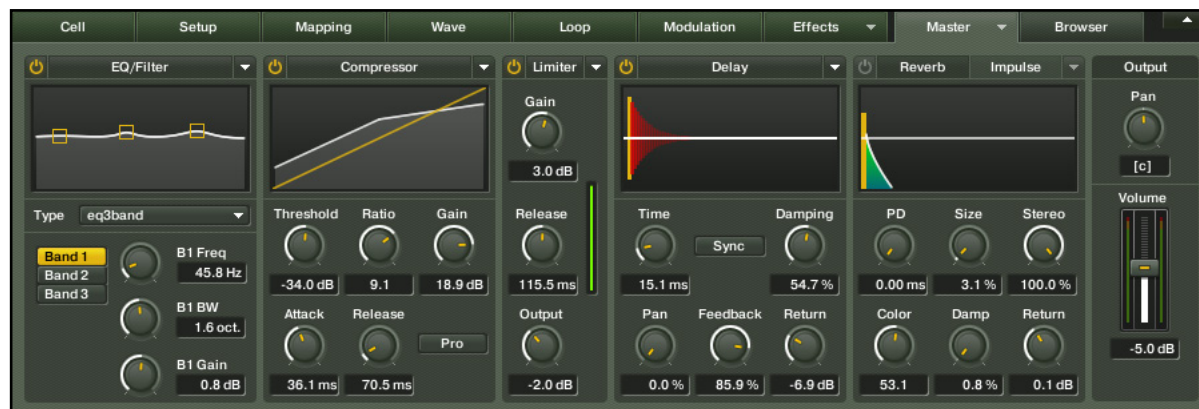 Cell Setup Mapping Wave Loop Modulation Effects Master Browser
EQ/Filter Compressor Limiter Delay Reverb Impulse Output
Gain
3.0 dB
Pan
[c]
Type eq3band
Band 1
Band 2
Band 3
B1 Freq
45.8 Hz
B1 BW
1.6 oct.
B1 Gain
0.8 dB
Threshold Ratio Gain
-34.0 dB 9.1 18.9 dB
Attack Release
Pro
36.1 ms 70.5 ms
Release
115.5 ms
Output
-2.0 dB
Time Damping
Sync
15.1 ms 54.7 %
Pan Feedback Return
0.0 % 85.9 % -6.9 dB
PD Size Stereo
0.00 ms 3.1 % 100.0 %
Color Damp Return
53.1 0.8 % 0.1 dB
Volume
-5.0 dB